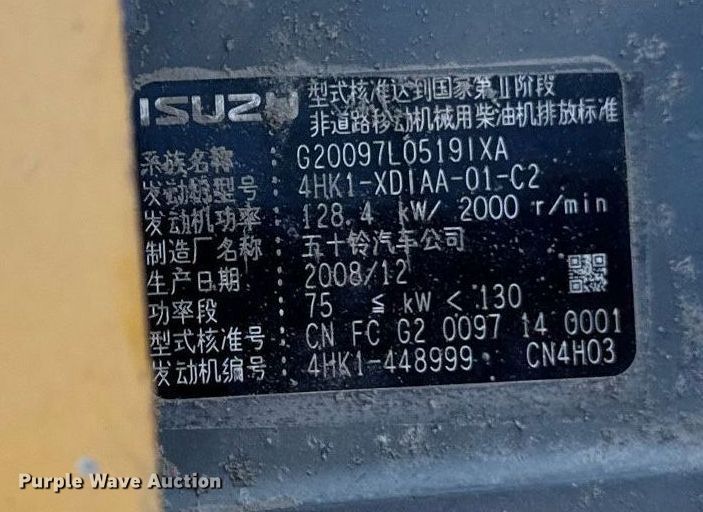 ISUZU
型式核准达到国家第Ⅱ阶段
非道路移动机械用柴油机排放标准
系族名称 : G20097L0519IXA
发动机型号 : 4HK1-XDIAA-01-C2
发动机功率 : 128.4 kW/ 2000 r/min
制造厂名称 : 五十铃汽车公司
生产日期 : 2008/12
功率段 : 75 ≦ kW < 130
型式核准号 : CN FC G2 0097 14 0001
发动机编号 : 4HK1-448999 CN4H03
Purple Wave Auction